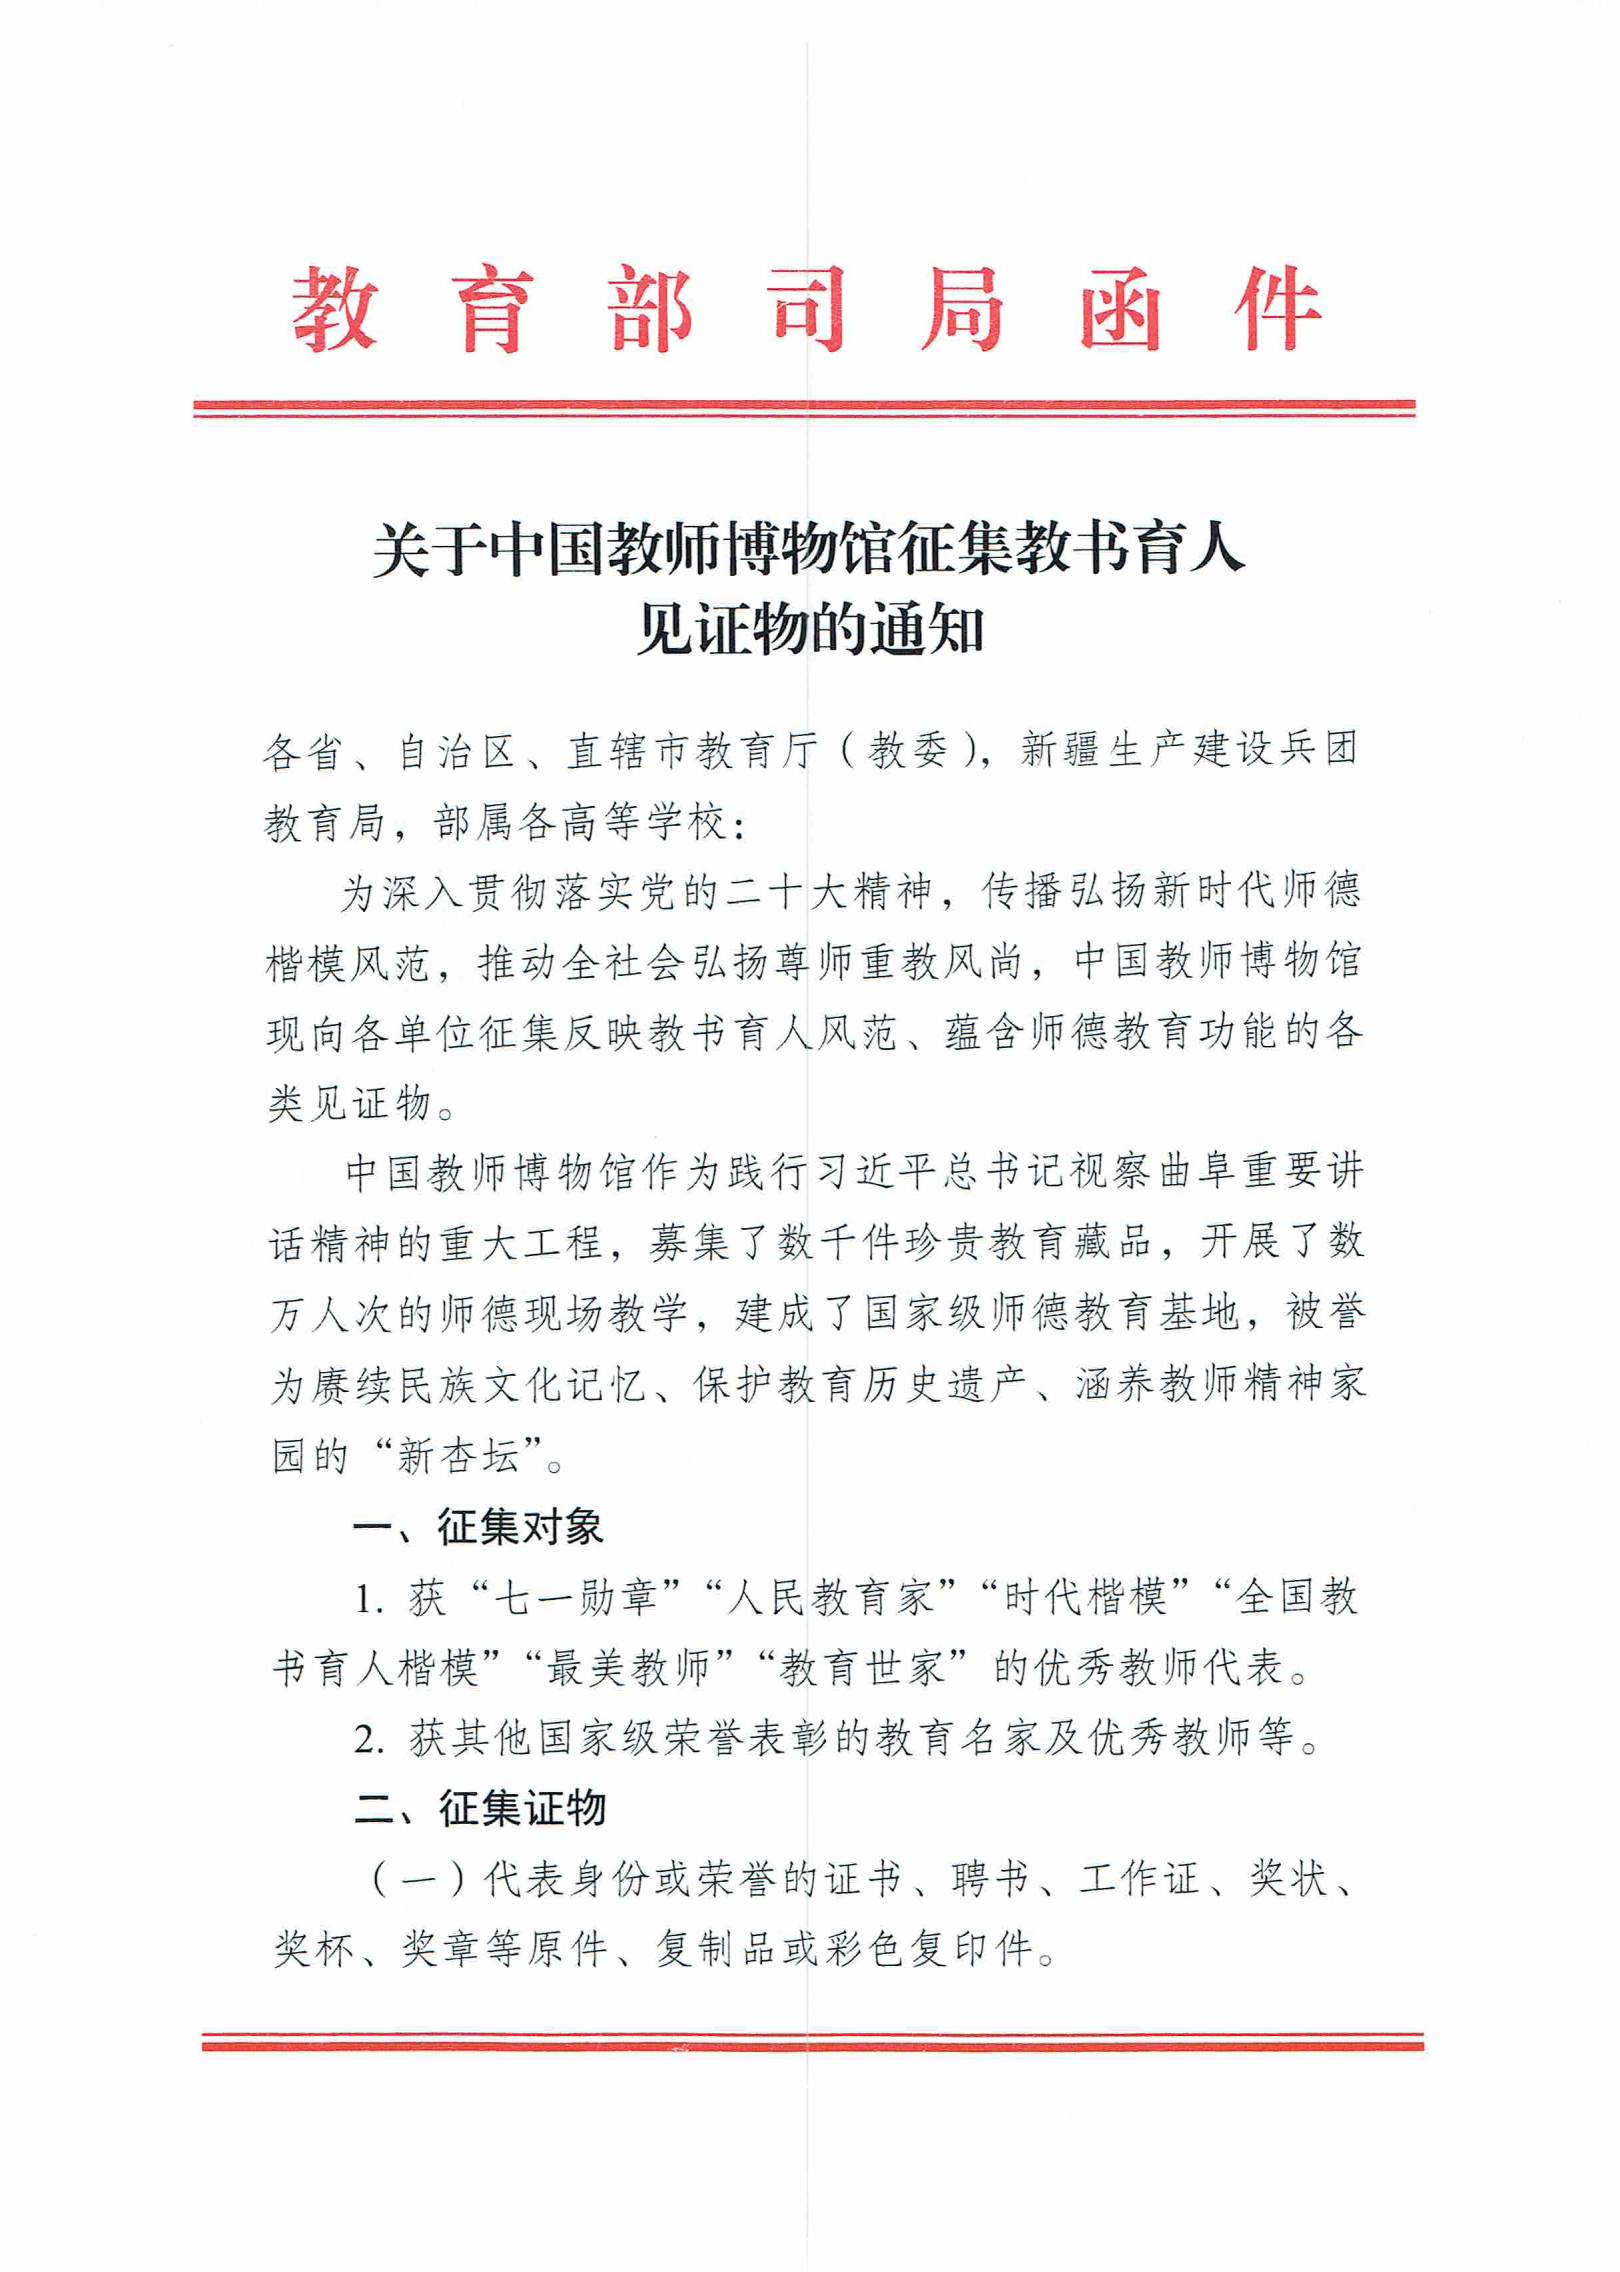 教育部司局函件
关于中国教师博物馆征集教书育人
见证物的通知
各省、自治区、直辖市教育厅（教委），新疆生产建设兵团
教育局，部属各高等学校：
为深入贯彻落实党的二十大精神，传播弘扬新时代师德
楷模风范，推动全社会弘扬尊师重教风尚，中国教师博物馆
现向各单位征集反映教书育人风范、蕴含师德教育功能的各
类见证物。
中国教师博物馆作为践行习近平总书记视察曲阜重要讲
话精神的重大工程，募集了数千件珍贵教育藏品，开展了数
万人次的师德现场教学，建成了国家级师德教育基地，被誉
为赓续民族文化记忆、保护教育历史遗产、涵养教师精神家
园的“新杏坛”。
一、征集对象
1. 获“七一勋章”“人民教育家”“时代楷模”“全国教
书育人楷模”“最美教师”“教育世家”的优秀教师代表。
2. 获其他国家级荣誉表彰的教育名家及优秀教师等。
二、征集证物
（一）代表身份或荣誉的证书、聘书、工作证、奖状、
奖杯、奖章等原件、复制品或彩色复印件。